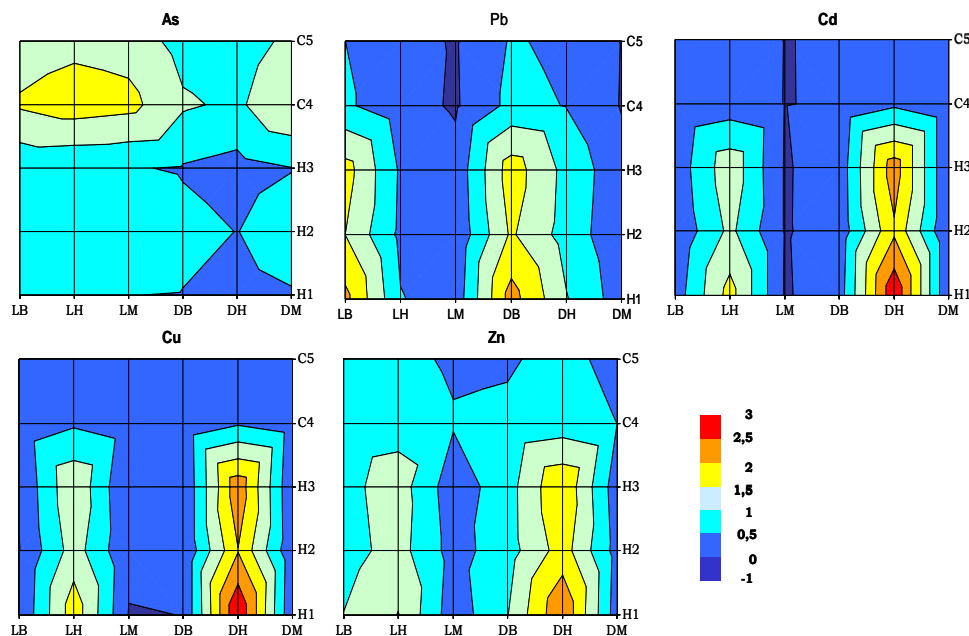 As Pb Cd
C5 C5 C5
C4 C4 C4
H3 H3 H3
H2 H2 H2
H1 H1 H1
LB LH LM DB DH DM LB LH LM DB DH DM LB LH LM DB DH DM
Cu Zn
C5 C5
C4 C4
H3 H3
H2 H2
H1 H1
LB LH LM DB DH DM LB LH LM DB DH DM
3
2,5
2
1,5
1
0,5
0
-1